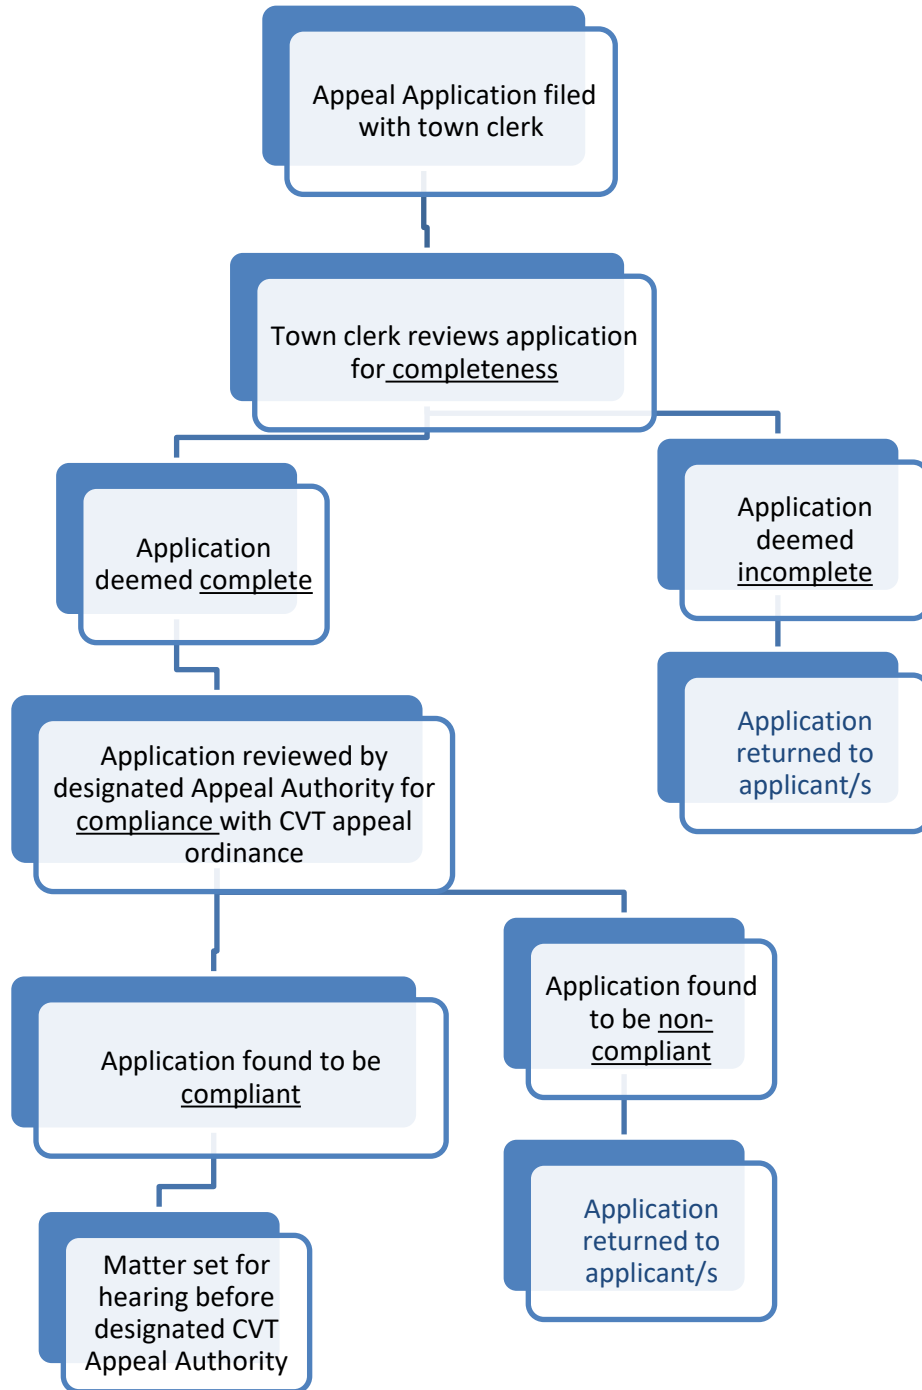 Appeal Application filed
with town clerk
Town clerk reviews application
for completeness
Application
deemed complete
Application
deemed
incomplete
Application
returned to
applicant/s
Application reviewed by
designated Appeal Authority for
compliance with CVT appeal
ordinance
Application found to be
compliant
Application found
to be non-
compliant
Application
returned to
applicant/s
Matter set for
hearing before
designated CVT
Appeal Authority